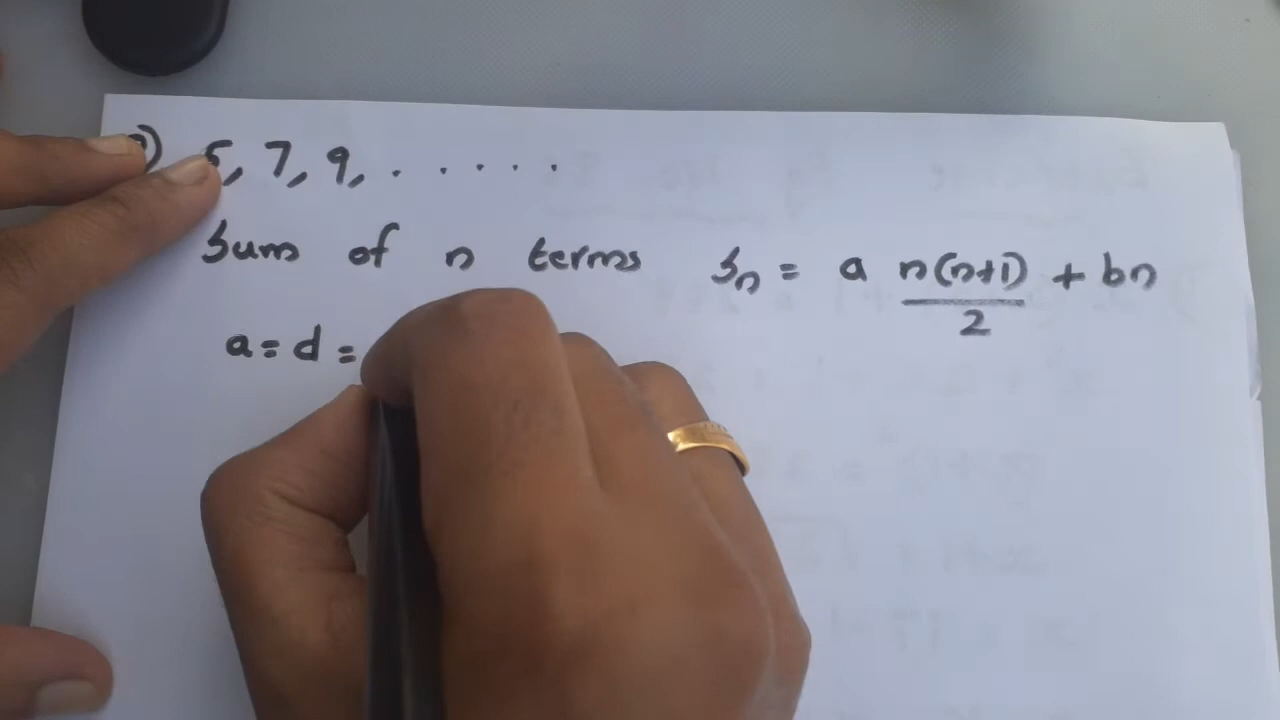 5, 7, 9, . . . . .
Sum of n terms Sn = a n(n+1)/2 + bn
a = d =